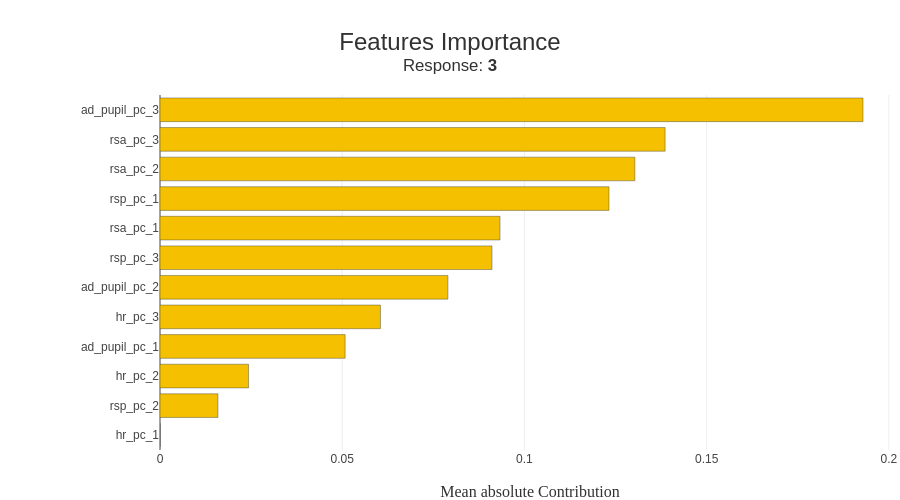 Features Importance
Response: 3
ad_pupil_pc_3
rsa_pc_3
rsa_pc_2
rsp_pc_1
rsa_pc_1
rsp_pc_3
ad_pupil_pc_2
hr_pc_3
ad_pupil_pc_1
hr_pc_2
rsp_pc_2
hr_pc_1
0 0.05 0.1 0.15 0.2
Mean absolute Contribution